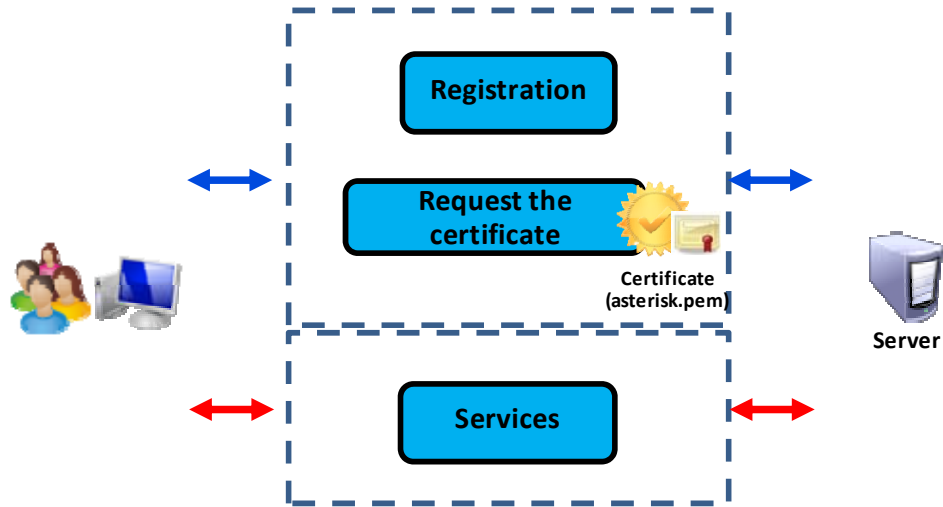 Registration
Request the
certificate
Certificate
(asterisk.pem)
Server
Services